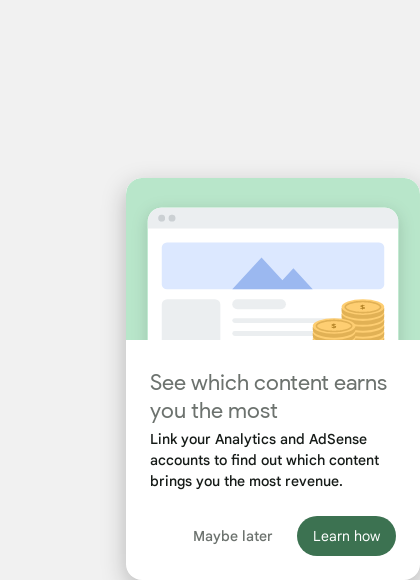 $
$
See which content earns
you the most
Link your Analytics and AdSense
accounts to find out which content
brings you the most revenue.
Maybe later
Learn how